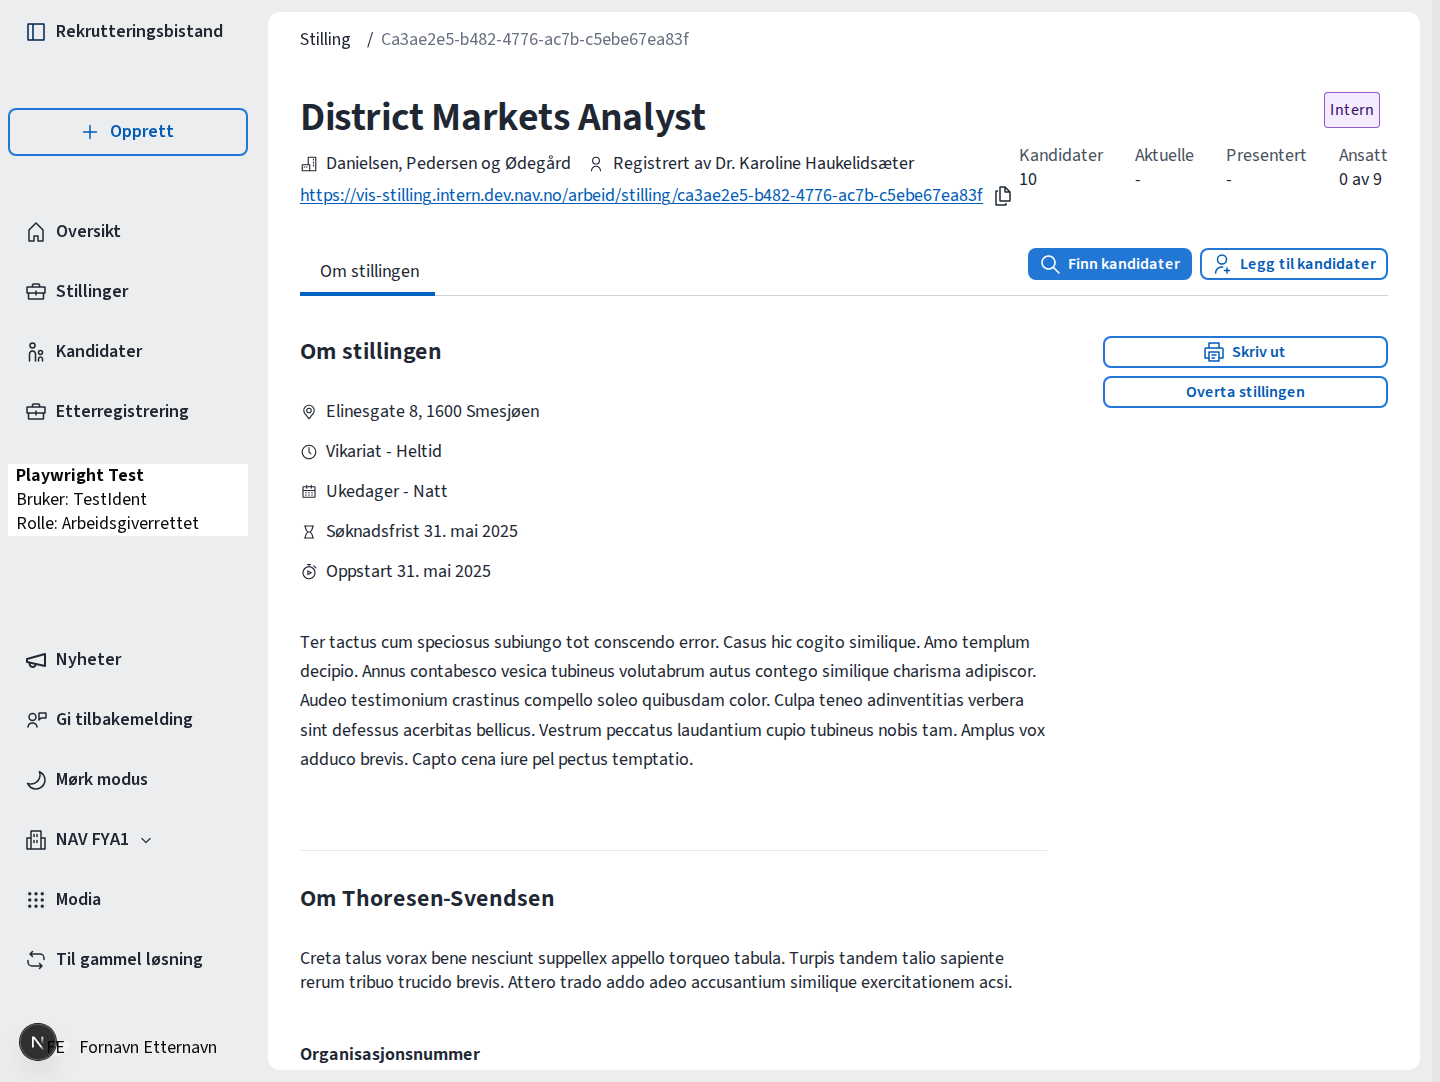 Rekrutteringsbistand
Opprett
Oversikt
Stillinger
Kandidater
Etterregistrering
Playwright Test
Bruker: TestIdent
Rolle: Arbeidsgiverrettet
Nyheter
Gi tilbakemelding
Mørk modus
NAV FYA1
Modia
Til gammel løsning
N
FE Fornavn Etternavn
Stilling / Ca3ae2e5-b482-4776-ac7b-c5ebe67ea83f
District Markets Analyst
Intern
Danielsen, Pedersen og Ødegård Registrert av Dr. Karoline Haukelidsæter
https://vis-stilling.intern.dev.nav.no/arbeid/stilling/ca3ae2e5-b482-4776-ac7b-c5ebe67ea83f
Kandidater Aktuelle Presentert Ansatt
10 - - 0 av 9
Om stillingen
Finn kandidater Legg til kandidater
Om stillingen
Skriv ut
Overta stillingen
Elinesgate 8, 1600 Smesjøen
Vikariat - Heltid
Ukedager - Natt
Søknadsfrist 31. mai 2025
Oppstart 31. mai 2025
Ter tactus cum speciosus subiungo tot conscendo error. Casus hic cogito similique. Amo templum
decipio. Annus contabesco vesica tubineus volutabrum autus contego similique charisma adipiscor.
Audeo testimonium crastinus compello soleo quibusdam color. Culpa teneo adinventitias verbera
sint defessus acerbitas bellicus. Vestrum peccatus laudantium cupio tubineus nobis tam. Amplus vox
adduco brevis. Capto cena iure pel pectus temptatio.
Om Thoresen-Svendsen
Creta talus vorax bene nesciunt suppellex appello torqueo tabula. Turpis tandem talio sapiente
rerum tribuo trucido brevis. Attero trado addo adeo accusantium similique exercitationem acsi.
Organisasjonsnummer